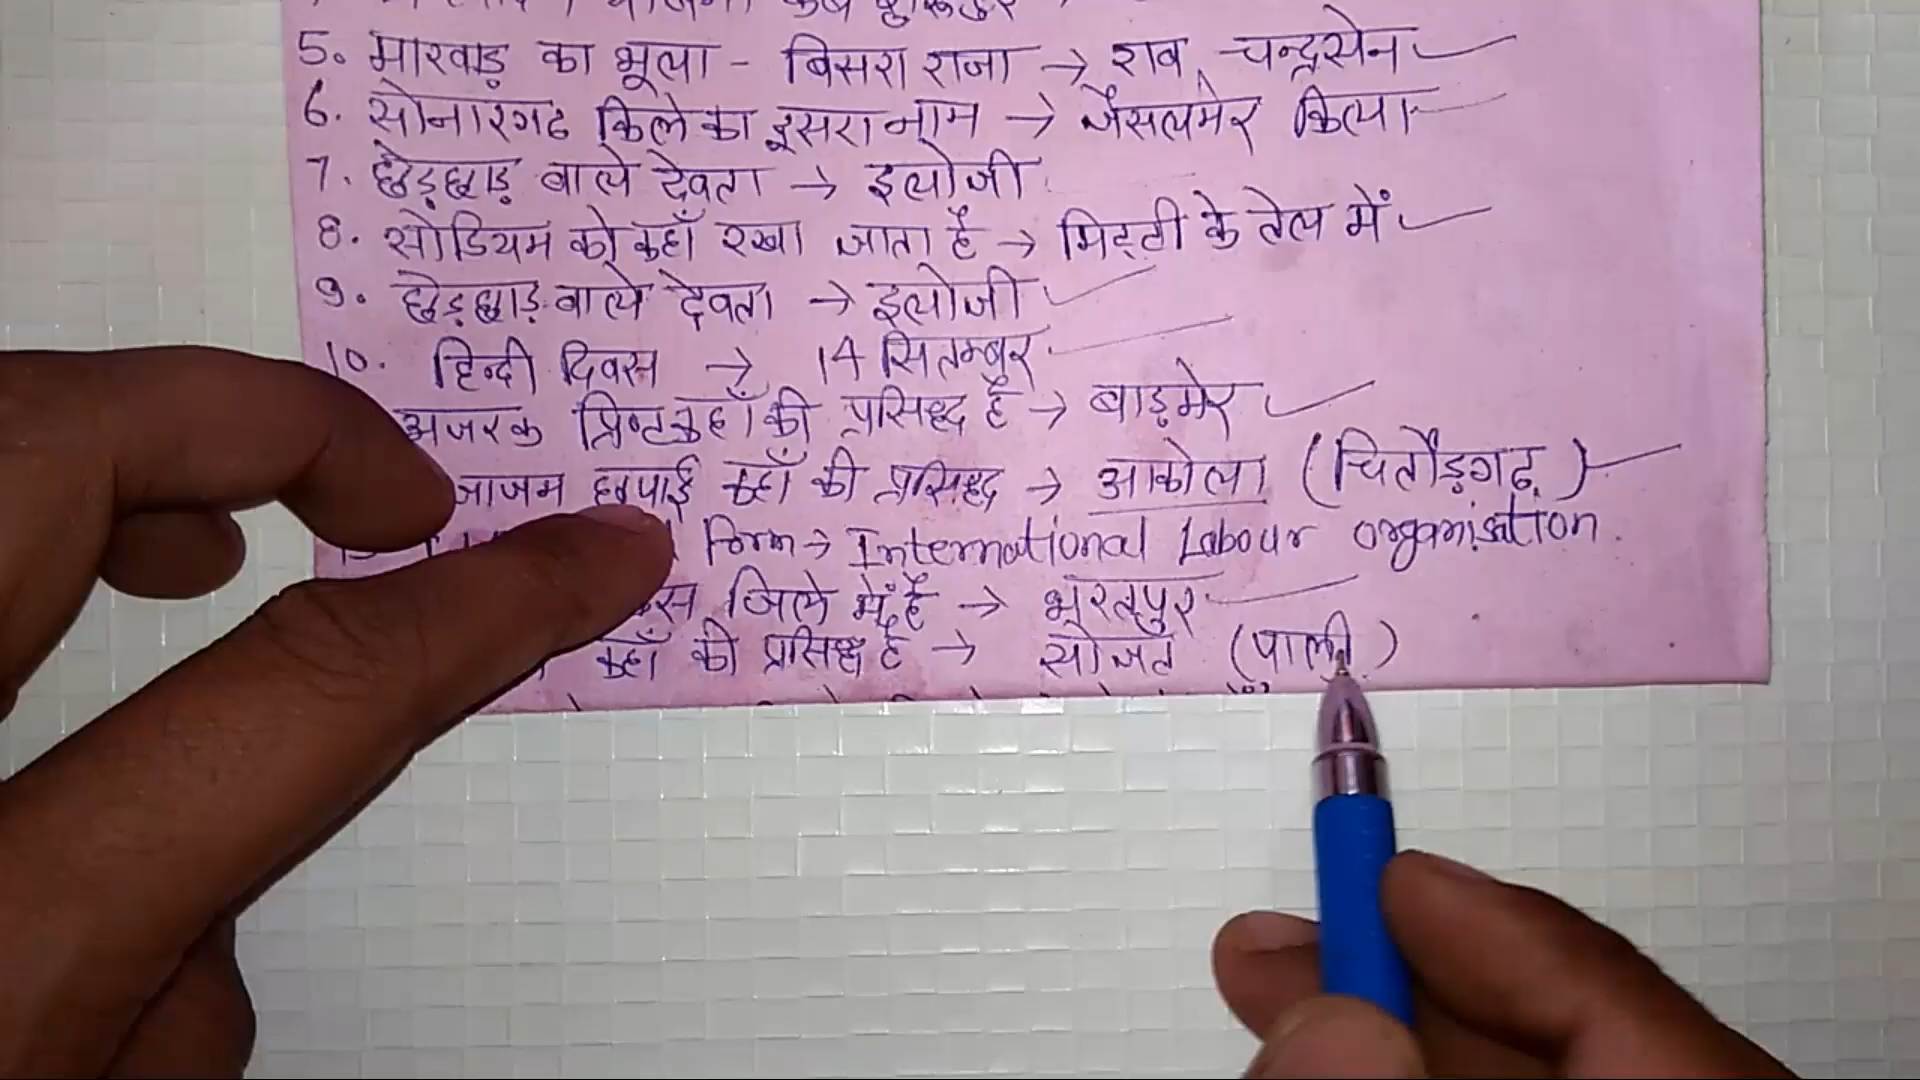 5. मारवाड़ का भूला - बिसरा राजा → राव चन्द्रसेन
6. सोनारगढ किले का दूसरा नाम → जैसलमेर किला
7. छेड़छाड़ वाले देवता → इलोजी
8. सोडियम को कहाँ रखा जाता है → मिट्टी के तेल में
9. छेड़छाड़ वाले देवता → इलोजी
10. हिन्दी दिवस → 14 सितम्बर
अजरक प्रिण्ट कहाँ की प्रसिद्ध है → बाड़मेर
जाजम छपाई कहाँ की प्रसिद्ध → आकोला (चितौड़गढ़)
Form → International Labour organisation
जिले में है → भरतपुर
कहाँ की प्रसिद्ध है → सोजत (पाली)